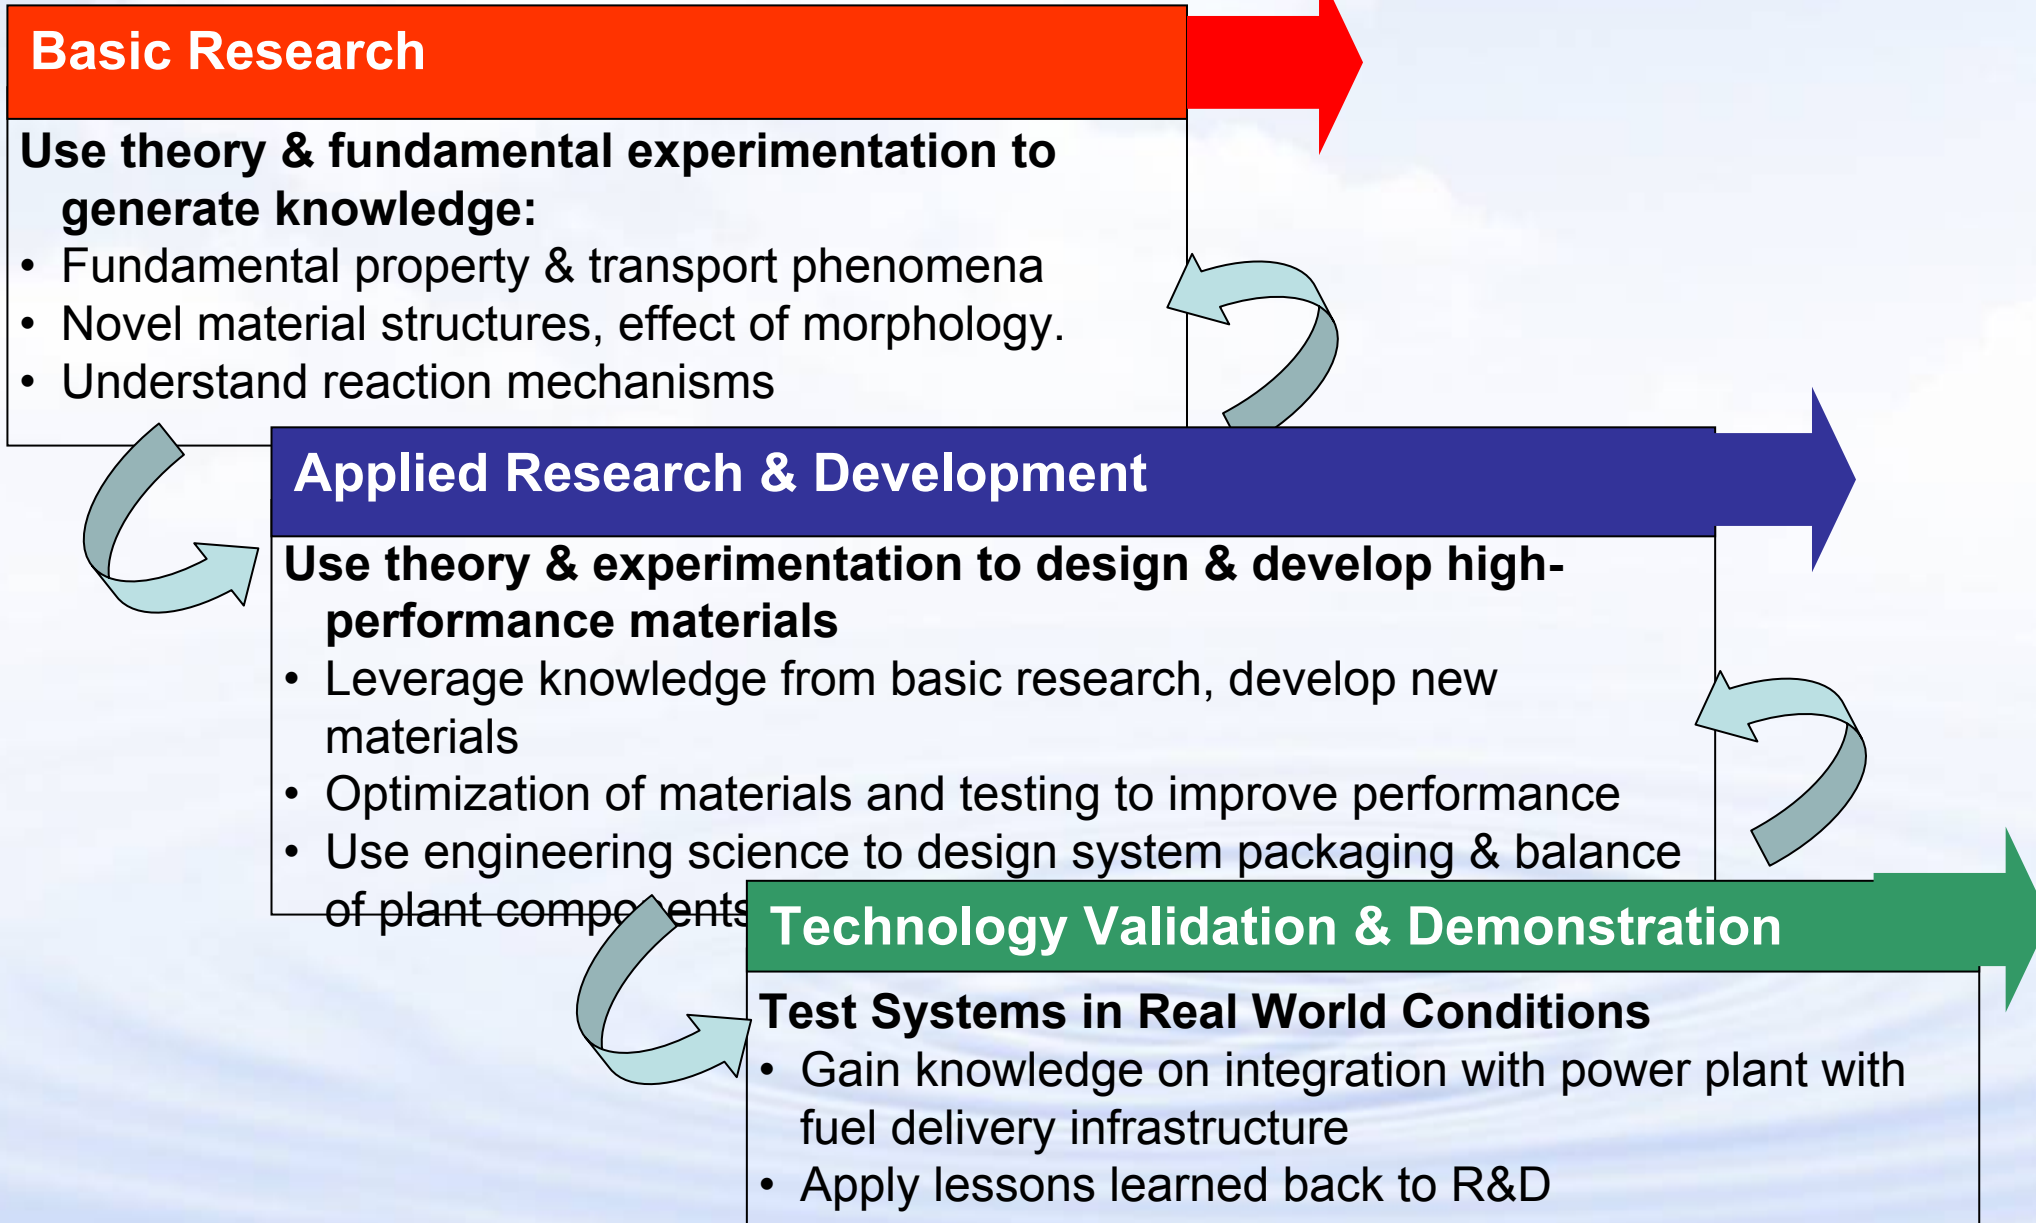 Basic Research
Use theory & fundamental experimentation to
generate knowledge:
• Fundamental property & transport phenomena
• Novel material structures, effect of morphology.
• Understand reaction mechanisms
Applied Research & Development
Use theory & experimentation to design & develop high-
performance materials
• Leverage knowledge from basic research, develop new
materials
• Optimization of materials and testing to improve performance
• Use engineering science to design system packaging & balance
of plant components
Technology Validation & Demonstration
Test Systems in Real World Conditions
• Gain knowledge on integration with power plant with
fuel delivery infrastructure
• Apply lessons learned back to R&D